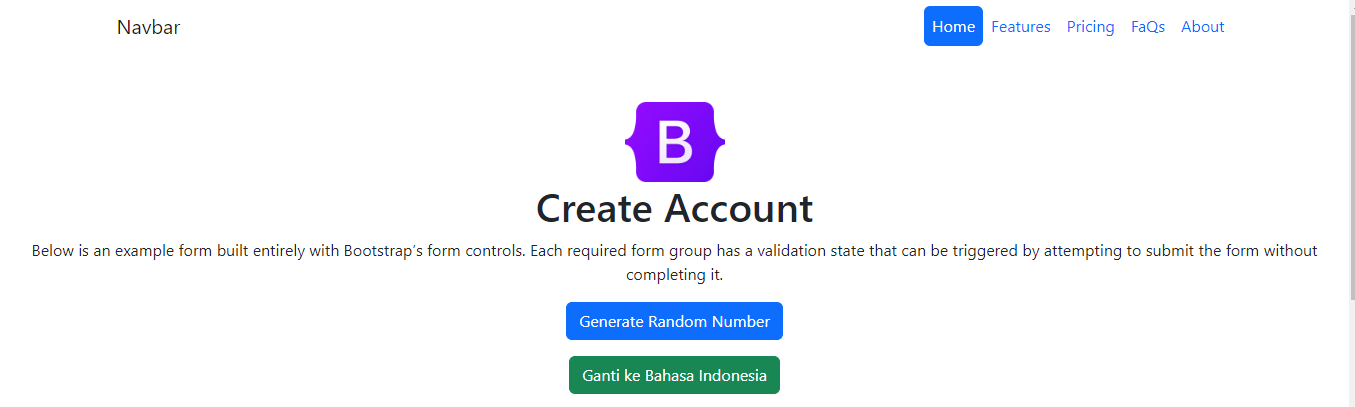 Navbar
Home Features Pricing FaQs About
B
Create Account
Below is an example form built entirely with Bootstrap’s form controls. Each required form group has a validation state that can be triggered by attempting to submit the form without
completing it.
Generate Random Number
Ganti ke Bahasa Indonesia